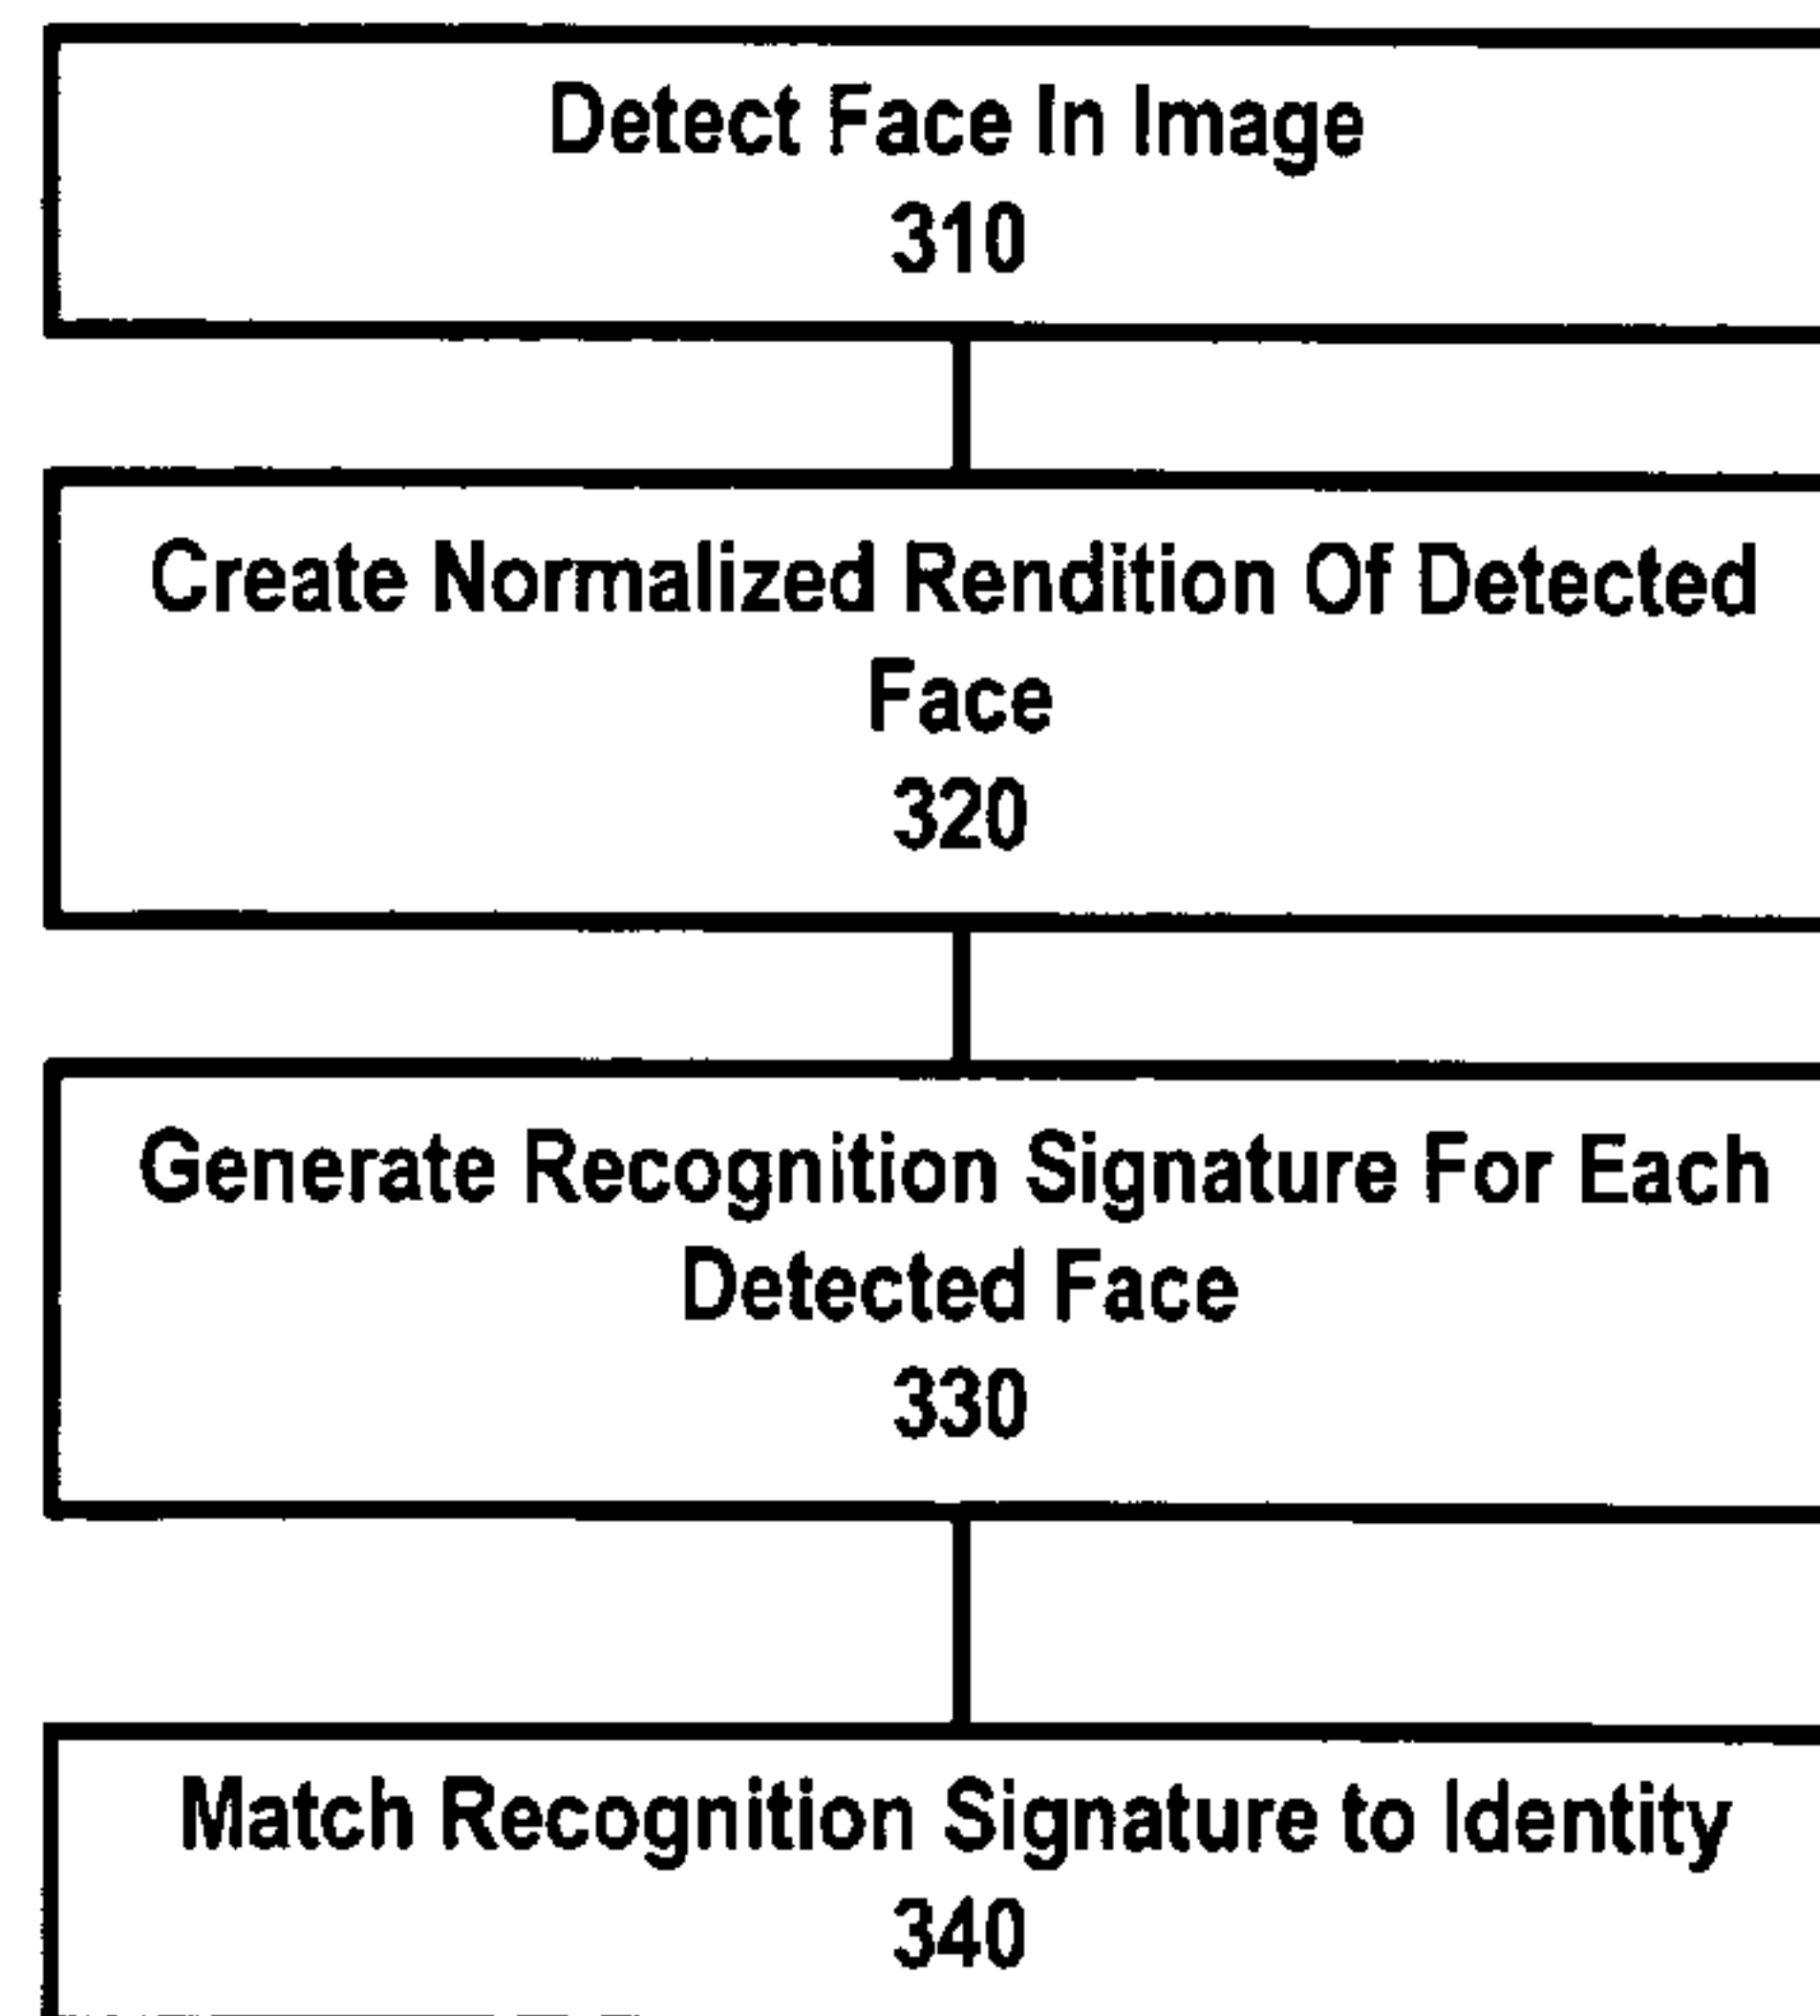 Detect Face In Image
310
Create Normalized Rendition Of Detected
Face
320
Generate Recognition Signature For Each
Detected Face
330
Match Recognition Signature to Identity
340